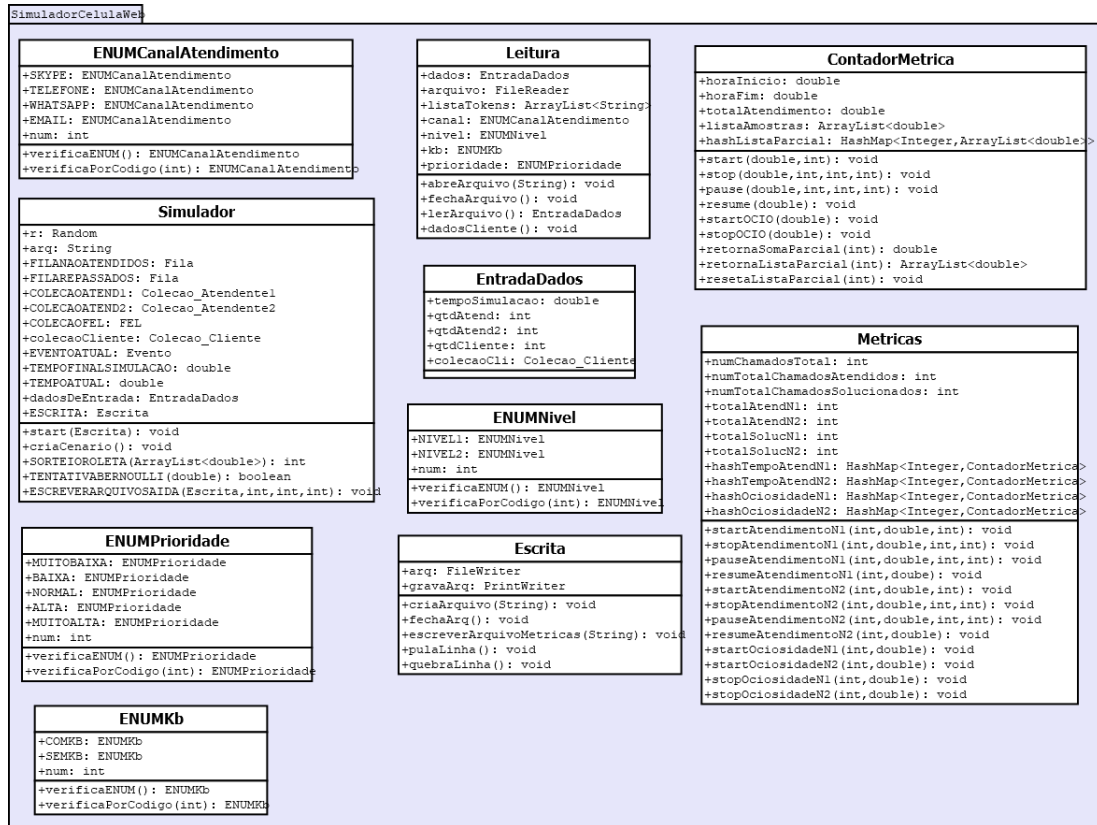 SimuladorCelulaWeb
ENUMCanalAtendimento
+SKYPE: ENUMCanalAtendimento
+TELEFONE: ENUMCanalAtendimento
+WHATSAPP: ENUMCanalAtendimento
+EMAIL: ENUMCanalAtendimento
+num: int
+verificaENUM(): ENUMCanalAtendimento
+verificaPorCodigo(int): ENUMCanalAtendimento
Simulador
+r: Random
+arq: String
+FILANAOATENDIDOS: Fila
+FILAREPASSADOS: Fila
+COLECAOATEND1: Colecao_Atendente1
+COLECAOATEND2: Colecao_Atendente2
+COLECAOFEL: FEL
+colecaoCliente: Colecao_Cliente
+EVENTOATUAL: Evento
+TEMPOFINALSIMULACAO: double
+TEMPOATUAL: double
+dadosDeEntrada: EntradaDados
+ESCRITA: Escrita
+start(Escrita): void
+criaCenario(): void
+SORTEIOROLETA(ArrayList<double>): int
+TENTATIVABERNOULLI(double): boolean
+ESCREVERARQUIVOSAIDA(Escrita,int,int,int): void
ENUMPrioridade
+MUITOBAIXA: ENUMPrioridade
+BAIXA: ENUMPrioridade
+NORMAL: ENUMPrioridade
+ALTA: ENUMPrioridade
+MUITOALTA: ENUMPrioridade
+num: int
+verificaENUM(): ENUMPrioridade
+verificaPorCodigo(int): ENUMPrioridade
ENUMKb
+COMKB: ENUMKb
+SEMKB: ENUMKb
+num: int
+verificaENUM(): ENUMKb
+verificaPorCodigo(int): ENUMKb
Leitura
+dados: EntradaDados
+arquivo: FileReader
+listaTokens: ArrayList<String>
+canal: ENUMCanalAtendimento
+nivel: ENUMNivel
+kb: ENUMKb
+prioridade: ENUMPrioridade
+abreArquivo(String): void
+fechaArquivo(): void
+lerArquivo(): EntradaDados
+dadosCliente(): void
EntradaDados
+tempoSimulacao: double
+qtdAtend: int
+qtdAtend2: int
+qtdCliente: int
+colecaoCli: Colecao_Cliente
ENUMNivel
+NIVEL1: ENUMNivel
+NIVEL2: ENUMNivel
+num: int
+verificaENUM(): ENUMNivel
+verificaPorCodigo(int): ENUMNivel
Escrita
+arq: FileWriter
+gravaArq: PrintWriter
+criaArquivo(String): void
+fechaArq(): void
+escreverArquivoMetricas(String): void
+pulaLinha(): void
+quebraLinha(): void
ContadorMetrica
+horaInicio: double
+horaFim: double
+totalAtendimento: double
+listaAmostras: ArrayList<double>
+hashListaParcial: HashMap<Integer,ArrayList<double>>
+start(double,int): void
+stop(double,int,int,int): void
+pause(double,int,int,int): void
+resume(double): void
+startOCIO(double): void
+stopOCIO(double): void
+retornaSomaParcial(int): double
+retornaListaParcial(int): ArrayList<double>
+resetaListaParcial(int): void
Metricas
+numChamadosTotal: int
+numTotalChamadosAtendidos: int
+numTotalChamadosSolucionados: int
+totalAtendN1: int
+totalAtendN2: int
+totalSolucN1: int
+totalSolucN2: int
+hashTempoAtendN1: HashMap<Integer,ContadorMetrica>
+hashTempoAtendN2: HashMap<Integer,ContadorMetrica>
+hashOciosidadeN1: HashMap<Integer,ContadorMetrica>
+hashOciosidadeN2: HashMap<Integer,ContadorMetrica>
+startAtendimentoN1(int,double,int): void
+stopAtendimentoN1(int,double,int,int): void
+pauseAtendimentoN1(int,double,int,int): void
+resumeAtendimentoN1(int,doube): void
+startAtendimentoN2(int,double,int): void
+stopAtendimentoN2(int,double,int,int): void
+pauseAtendimentoN2(int,double,int,int): void
+resumeAtendimentoN2(int,double): void
+startOciosidadeN1(int,double): void
+startOciosidadeN2(int,double): void
+stopOciosidadeN1(int,double): void
+stopOciosidadeN2(int,double): void